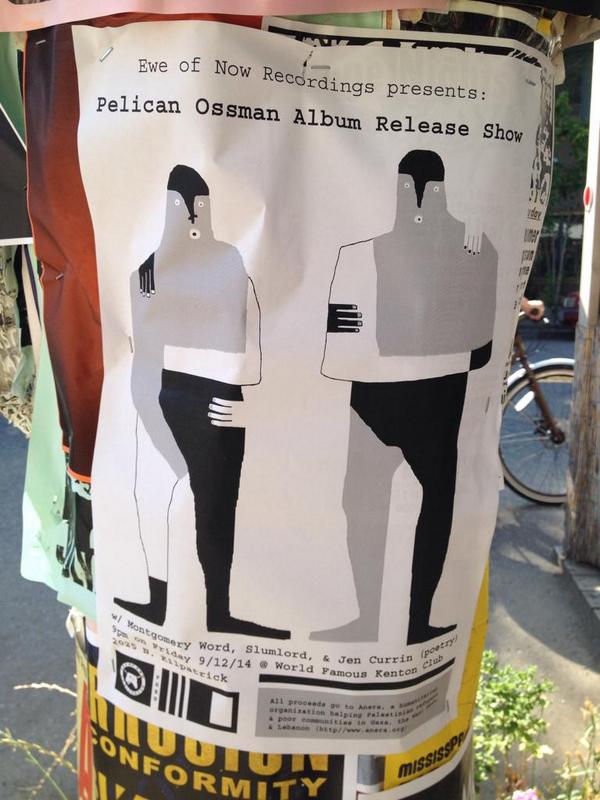 Ewe of Now Recordings presents:
Pelican Ossman Album Release Show
w/ Montgomery Word, Slumlord, & Jen Currin (poetry)
9pm on Friday 9/12/14 @ World Famous Kenton Club
2025 N. Kilpatrick
All proceeds go to Anera, a humanitarian
organization helping Palestinian refugees
& poor communities in Gaza, the West Bank,
& Lebanon (http://www.anera.org)
CONFORMITY
MISSISSIPP